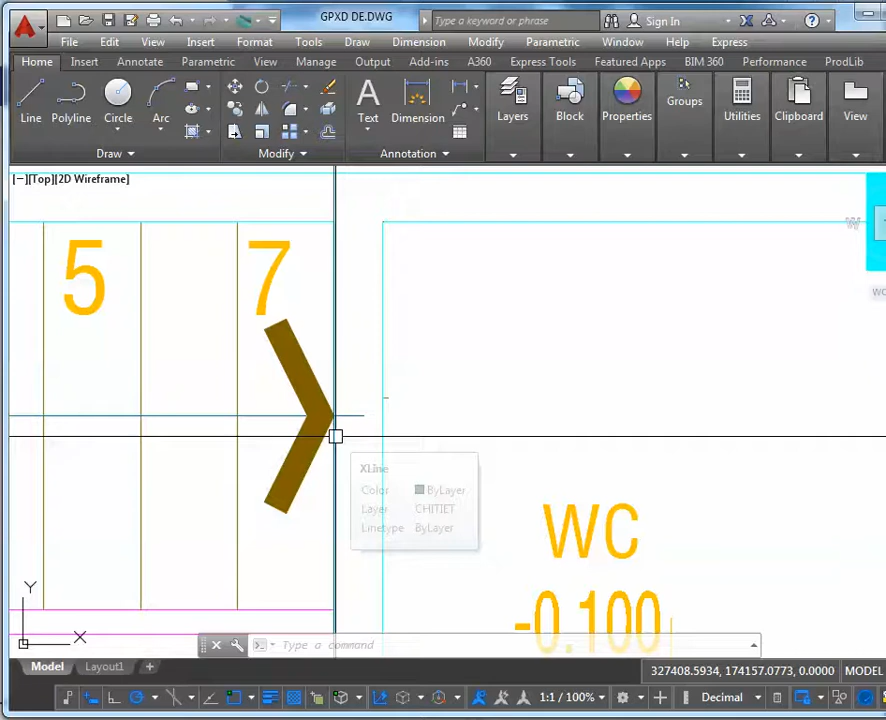 GPXD DE.DWG
Type a keyword or phrase
Sign In
File Edit View Insert Format Tools Draw Dimension Modify Parametric Window Help Express
Home Insert Annotate Parametric View Manage Output Add-ins A360 Express Tools Featured Apps BIM 360 Performance ProdLib
Line Polyline Circle Arc Text Dimension Layers Block Properties Groups Utilities Clipboard View
Draw Modify Annotation
[−][Top][2D Wireframe]
5 7
XLine
Color ByLayer
Layer CHITIET
Linetype ByLayer
WC
-0.100
Y
X
Type a command
Model Layout1
327408.5934, 174157.0773, 0.0000 MODEL
1:1 / 100% Decimal